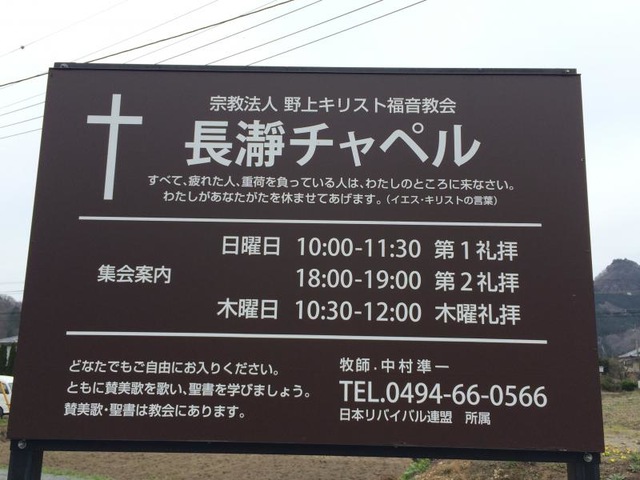 宗教法人 野上キリスト福音教会
長瀞チャペル
すべて、疲れた人、重荷を負っている人は、わたしのところに来なさい。
わたしがあなたがたを休ませてあげます。（イエス・キリストの言葉）
集会案内
日曜日 10:00-11:30 第1礼拝
18:00-19:00 第2礼拝
木曜日 10:30-12:00 木曜礼拝
どなたでもご自由にお入りください。
ともに賛美歌を歌い、聖書を学びましょう。
賛美歌・聖書は教会にあります。
牧師．中村準一
TEL.0494-66-0566
日本リバイバル連盟 所属